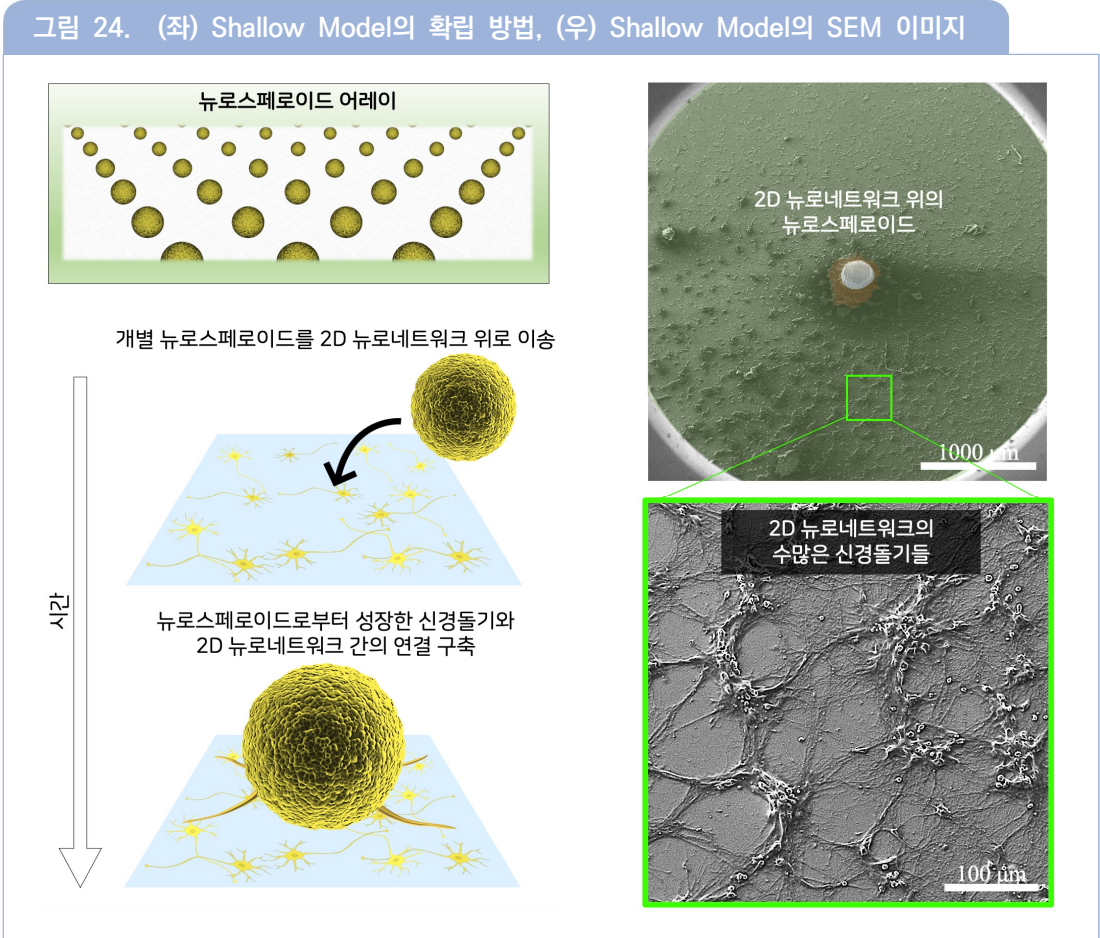 그림 24. (좌) Shallow Model의 확립 방법, (우) Shallow Model의 SEM 이미지
뉴로스페로이드 어레이
개별 뉴로스페로이드를 2D 뉴로네트워크 위로 이송
시간
뉴로스페로이드로부터 성장한 신경돌기와
2D 뉴로네트워크 간의 연결 구축
2D 뉴로네트워크 위의
뉴로스페로이드
1000 μm
2D 뉴로네트워크의
수많은 신경돌기들
100 μm